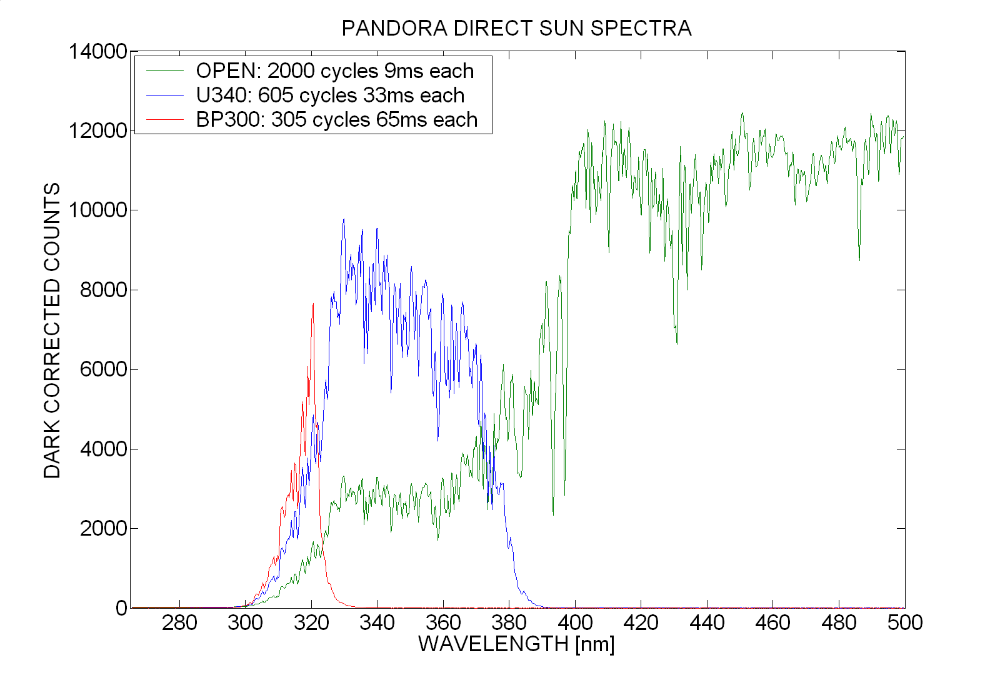 PANDORA DIRECT SUN SPECTRA
14000
OPEN: 2000 cycles 9ms each
U340: 605 cycles 33ms each
BP300: 305 cycles 65ms each
12000
10000
8000
6000
4000
2000
0
DARK CORRECTED COUNTS
280 300 320 340 360 380 400 420 440 460 480 500
WAVELENGTH [nm]